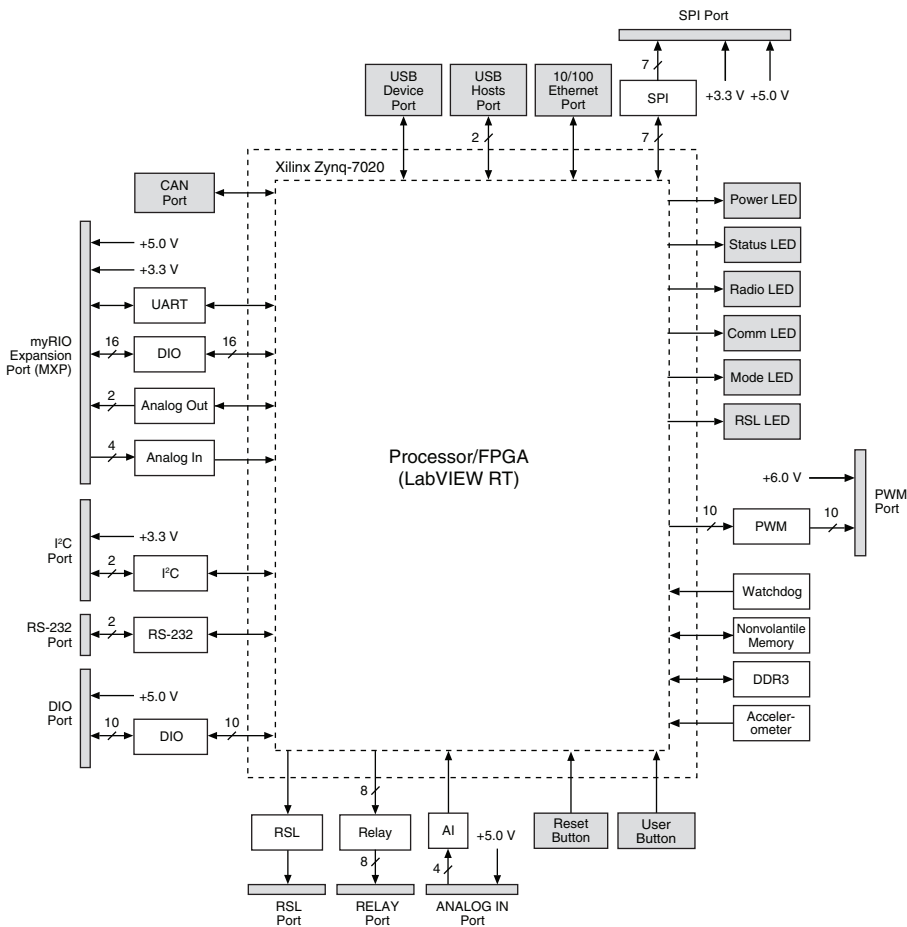 SPI Port
7
+3.3 V
+5.0 V
USB
Device
Port
USB
Hosts
Port
10/100
Ethernet
Port
SPI
2
7
Xilinx Zynq-7020
CAN
Port
+5.0 V
+3.3 V
UART
myRIO
Expansion
Port (MXP)
16
DIO
16
2
Analog Out
4
Analog In
I²C
Port
+3.3 V
2
I²C
RS-232
Port
2
RS-232
DIO
Port
+5.0 V
10
DIO
10
Processor/FPGA
(LabVIEW RT)
Power LED
Status LED
Radio LED
Comm LED
Mode LED
RSL LED
+6.0 V
10
PWM
10
PWM
Port
Watchdog
Nonvolantile
Memory
DDR3
Acceler-
ometer
8
RSL
Relay
AI
+5.0 V
Reset
Button
User
Button
8
4
RSL
Port
RELAY
Port
ANALOG IN
Port